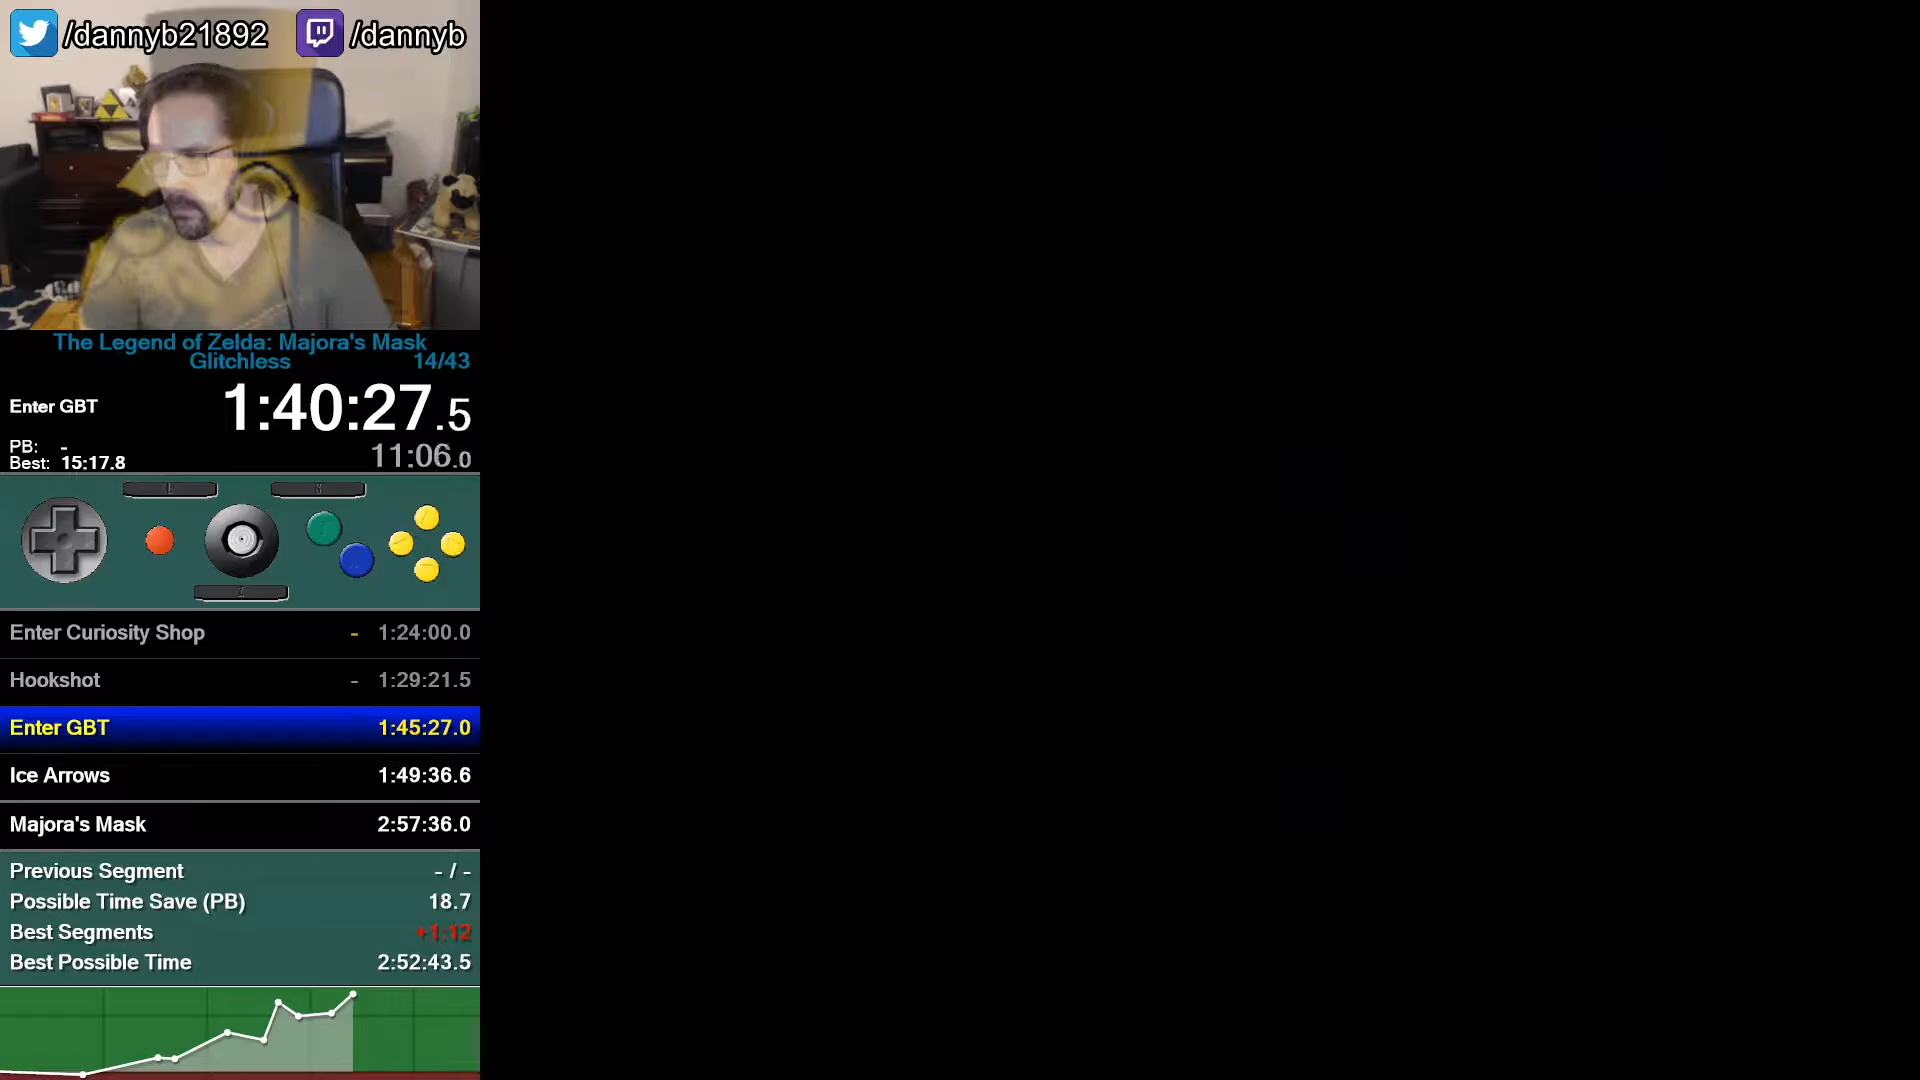 /dannyb21892 /dannyb
The Legend of Zelda: Majora's Mask
Glitchless 14/43
Enter GBT 1:40:27.5
PB: -
Best: 15:17.8 11:06.0
Enter Curiosity Shop - 1:24:00.0
Hookshot - 1:29:21.5
Enter GBT 1:45:27.0
Ice Arrows 1:49:36.6
Majora's Mask 2:57:36.0
Previous Segment - / -
Possible Time Save (PB) 18.7
Best Segments +1:12
Best Possible Time 2:52:43.5